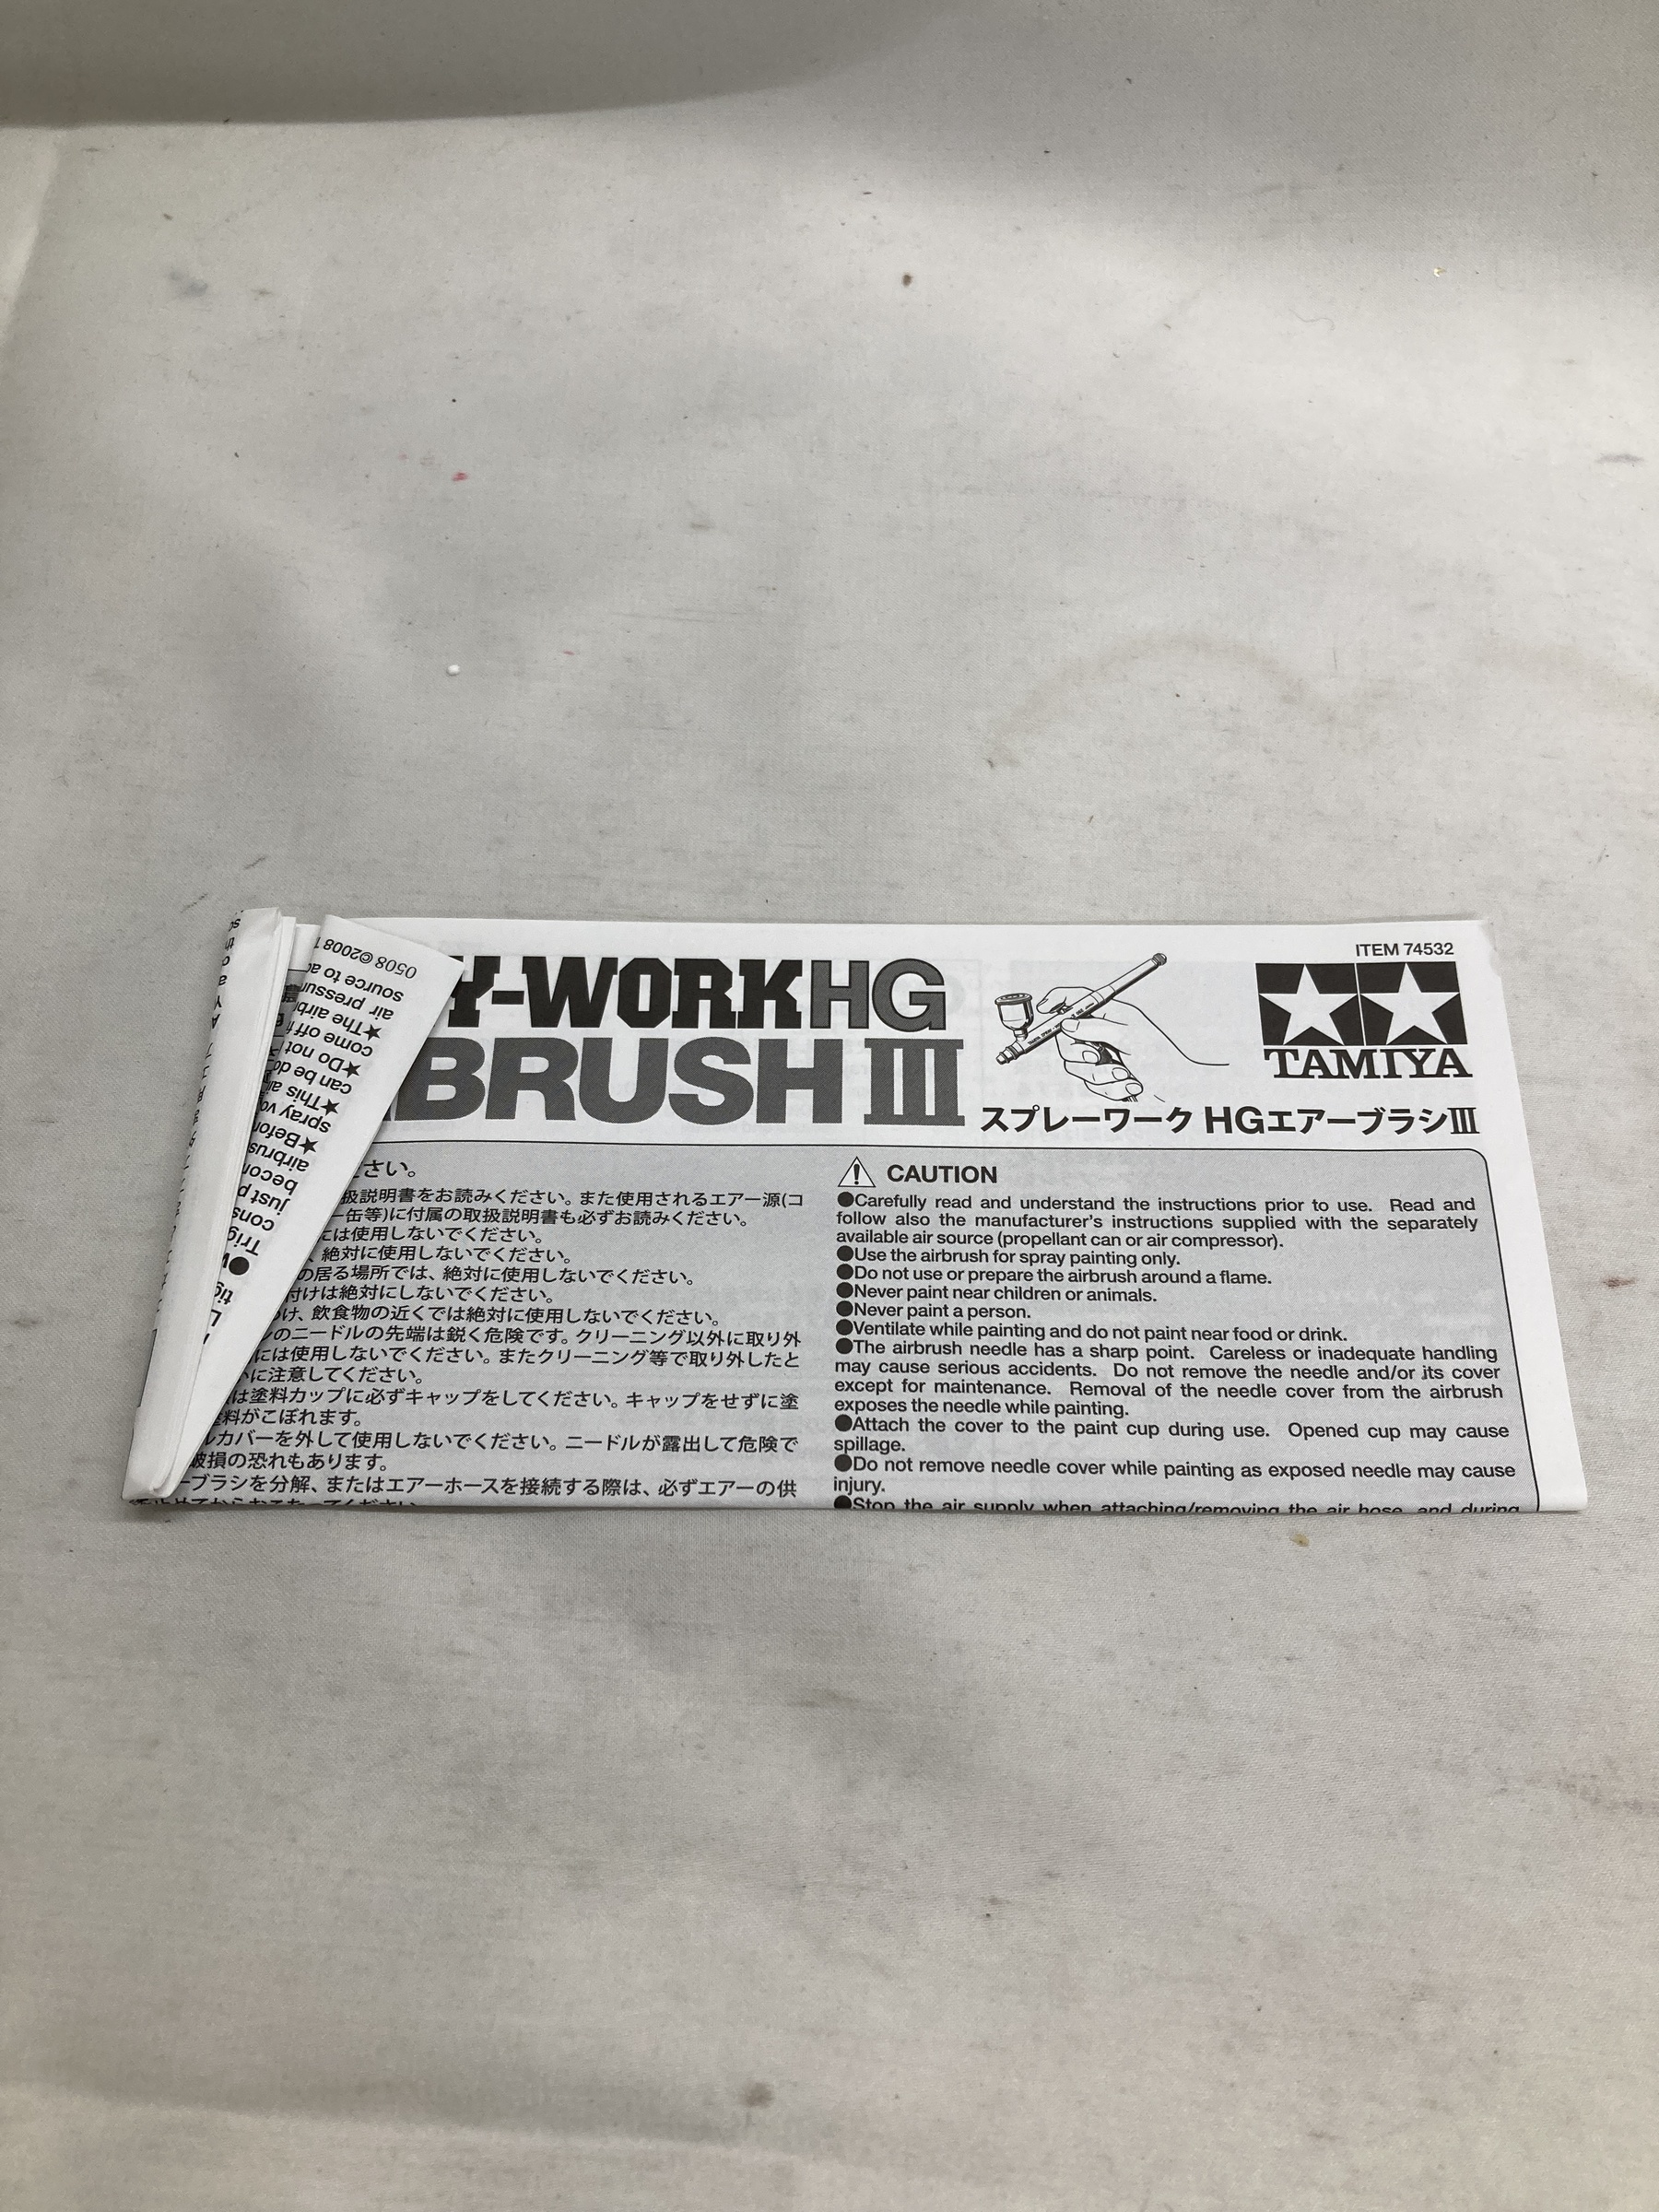 ITEM 74532
Y-WORK HG
BRUSH III
TAMIYA
スプレーワーク HGエアーブラシIII
さい。
扱説明書をお読みください。また使用されるエアー源(コ
ー缶等)に付属の取扱説明書も必ずお読みください。
には使用しないでください。
、絶対に使用しないでください。
の居る場所では、絶対に使用しないでください。
付けは絶対にしないでください。
け、飲食物の近くでは絶対に使用しないでください。
のニードルの先端は鋭く危険です。クリーニング以外に取り外
には使用しないでください。またクリーニング等で取り外したと
いに注意してください。
は塗料カップに必ずキャップをしてください。キャップをせずに塗
料がこぼれます。
ルカバーを外して使用しないでください。ニードルが露出して危険で
破損の恐れもあります。
ーブラシを分解、またはエアーホースを接続する際は、必ずエアーの供
CAUTION
●Carefully read and understand the instructions prior to use. Read and
follow also the manufacturer's instructions supplied with the separately
available air source (propellant can or air compressor).
●Use the airbrush for spray painting only.
●Do not use or prepare the airbrush around a flame.
●Never paint near children or animals.
●Never paint a person.
●Ventilate while painting and do not paint near food or drink.
●The airbrush needle has a sharp point. Careless or inadequate handling
may cause serious accidents. Do not remove the needle and/or its cover
except for maintenance. Removal of the needle cover from the airbrush
exposes the needle while painting.
●Attach the cover to the paint cup during use. Opened cup may cause
spillage.
●Do not remove needle cover while painting as exposed needle may cause
injury.
●Stop the air supply when attaching/removing the air hose, and during
0508 ©2008
source to
air
★The
come off
★Do not
can be
★This
spray
★
just